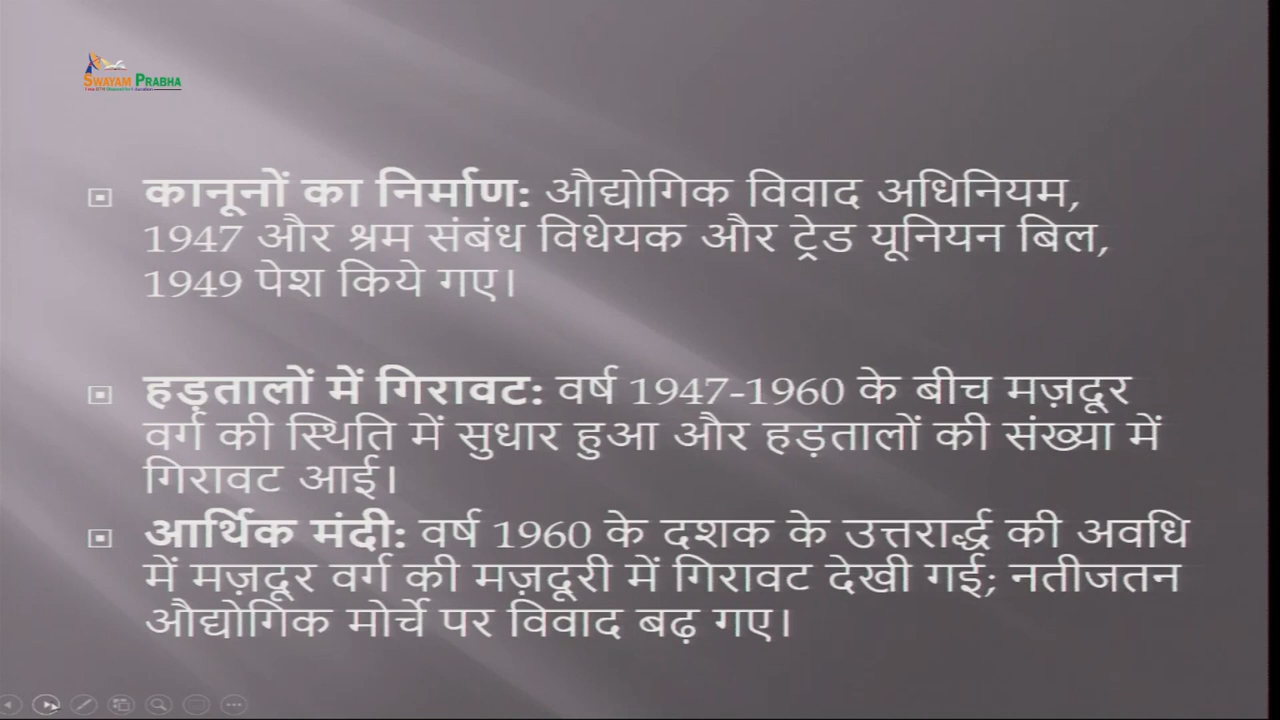 SWAYAM PRABHA
कानूनों का निर्माण: औद्योगिक विवाद अधिनियम,
1947 और श्रम संबंध विधेयक और ट्रेड यूनियन बिल,
1949 पेश किये गए।
हड़तालों में गिरावट: वर्ष 1947-1960 के बीच मज़दूर
वर्ग की स्थिति में सुधार हुआ और हड़तालों की संख्या में
गिरावट आई।
आर्थिक मंदी: वर्ष 1960 के दशक के उत्तरार्द्ध की अवधि
में मज़दूर वर्ग की मज़दूरी में गिरावट देखी गई; नतीजतन
औद्योगिक मोर्चे पर विवाद बढ़ गए।